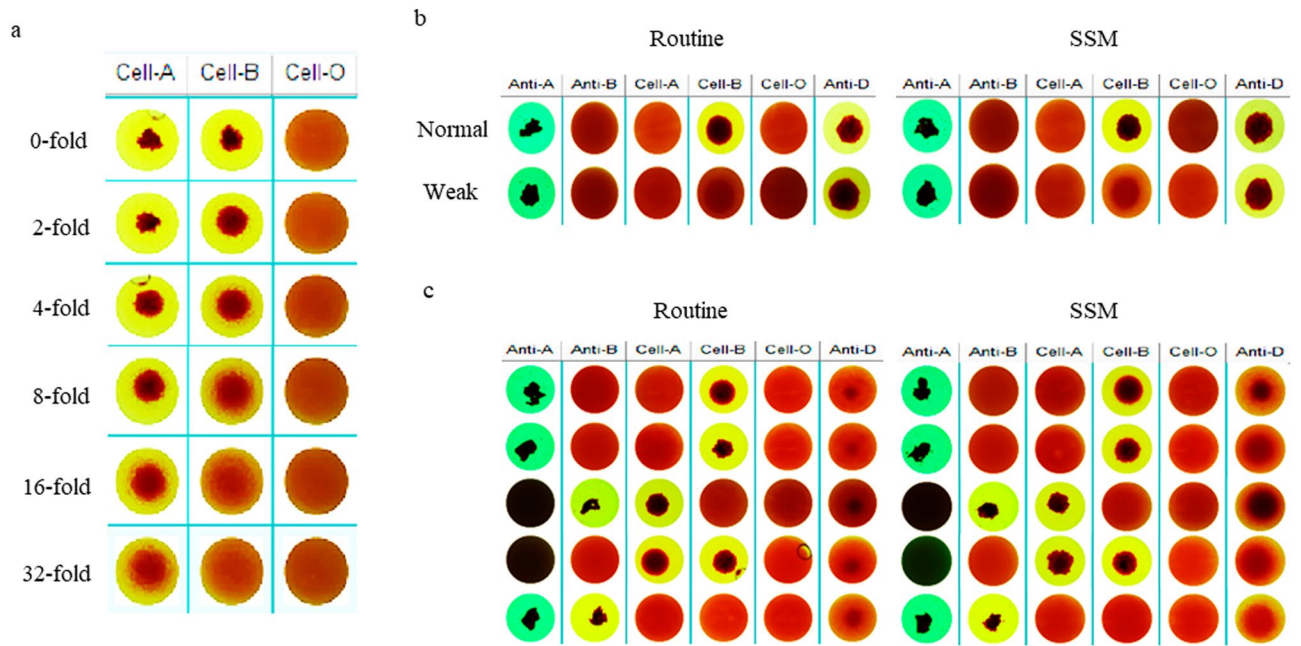 a
Cell-A Cell-B Cell-O
0-fold
2-fold
4-fold
8-fold
16-fold
32-fold
b
Routine SSM
Anti-A Anti-B Cell-A Cell-B Cell-O Anti-D Anti-A Anti-B Cell-A Cell-B Cell-O Anti-D
Normal
Weak
c
Routine SSM
Anti-A Anti-B Cell-A Cell-B Cell-O Anti-D Anti-A Anti-B Cell-A Cell-B Cell-O Anti-D